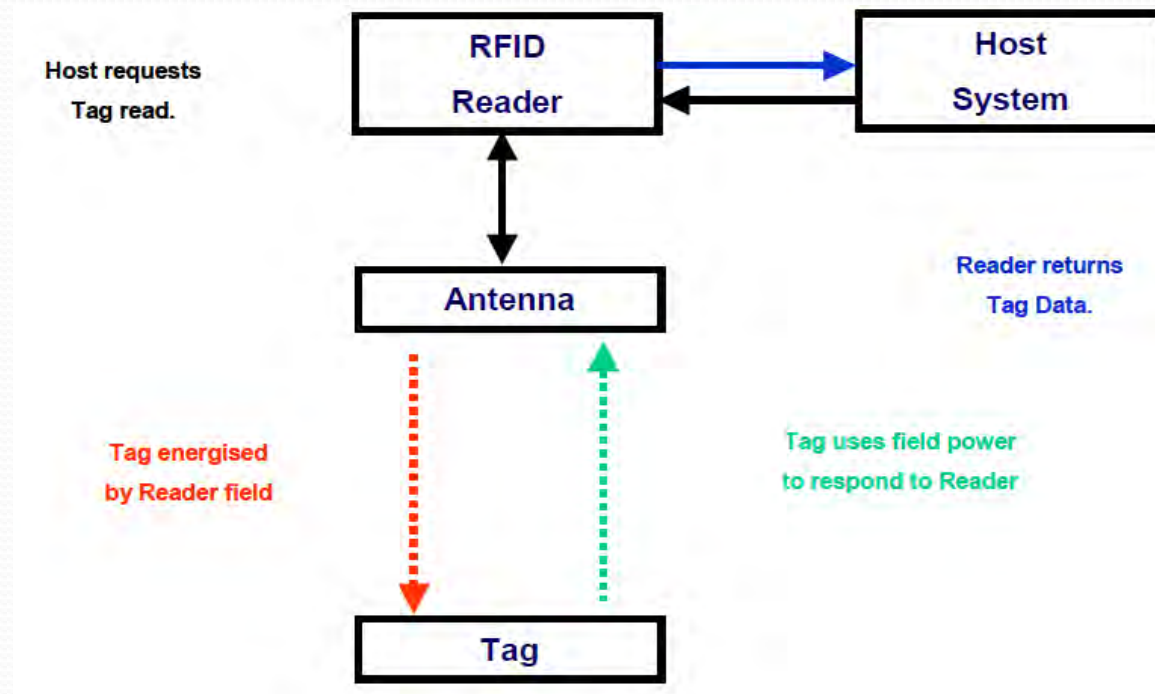 RFID
Reader
Host
System
Host requests
Tag read.
Antenna
Reader returns
Tag Data.
Tag energised
by Reader field
Tag uses field power
to respond to Reader
Tag